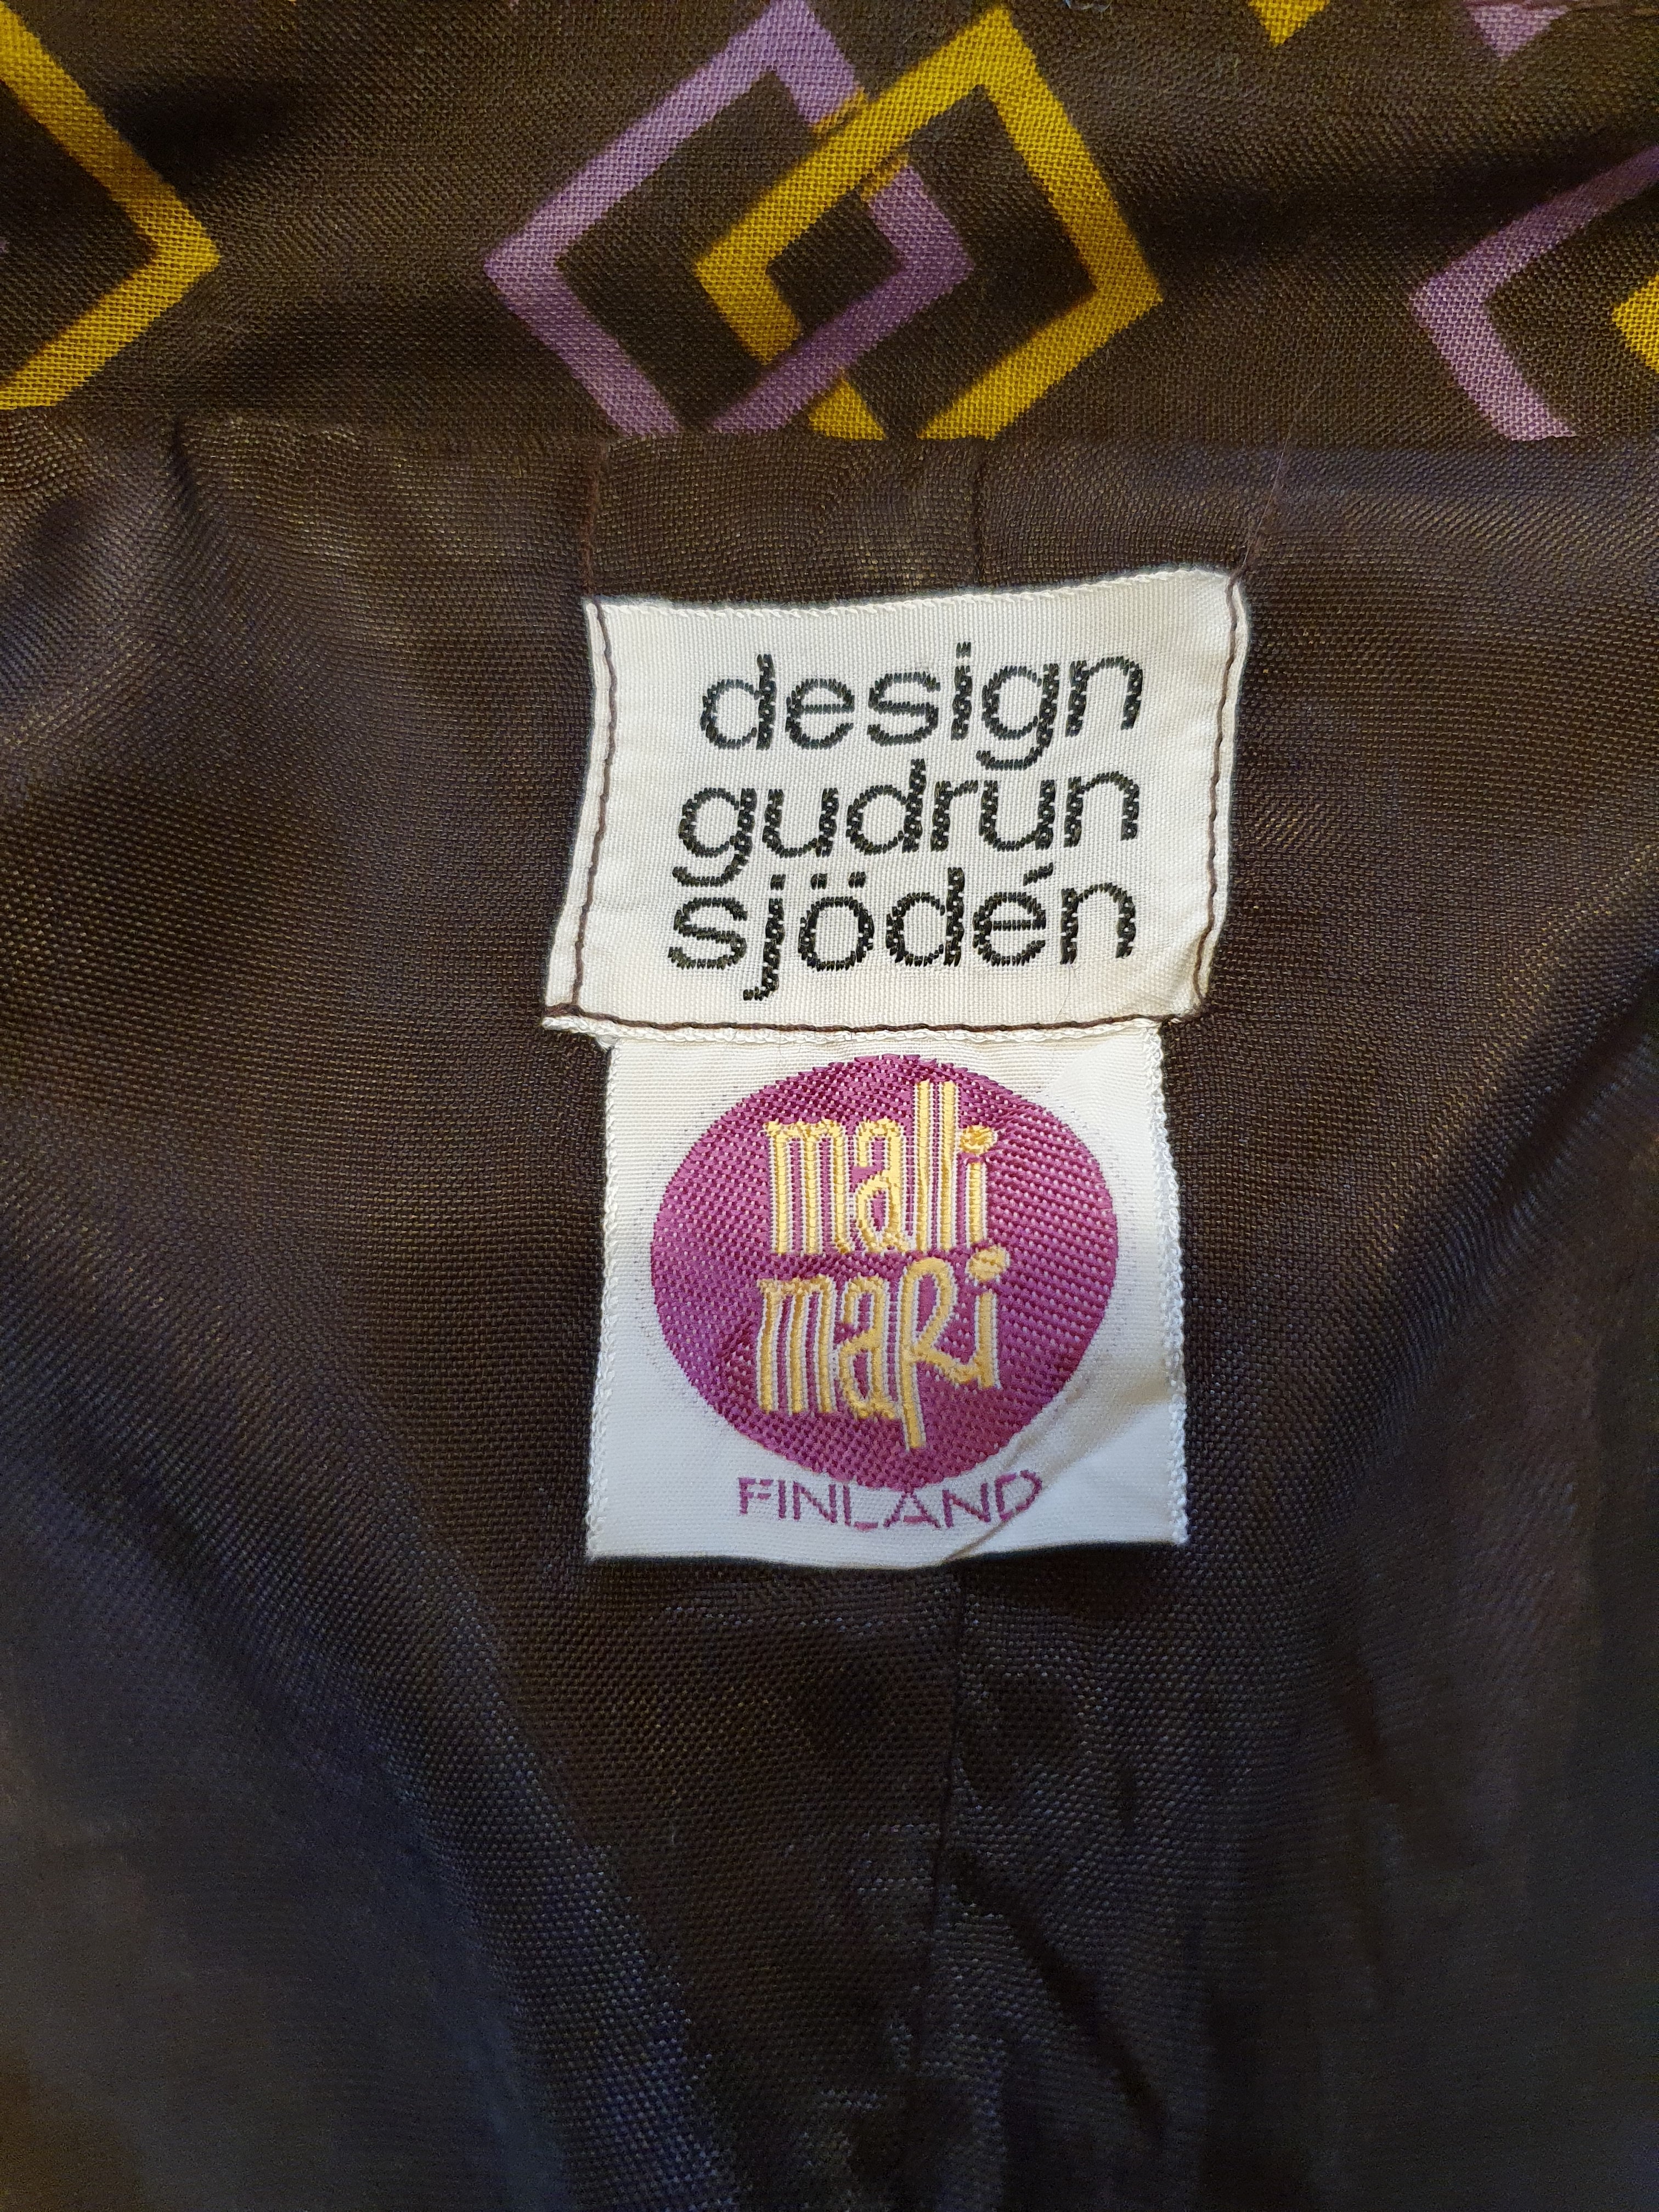 design
gudrun
sjödén
malli
mari
FINLAND